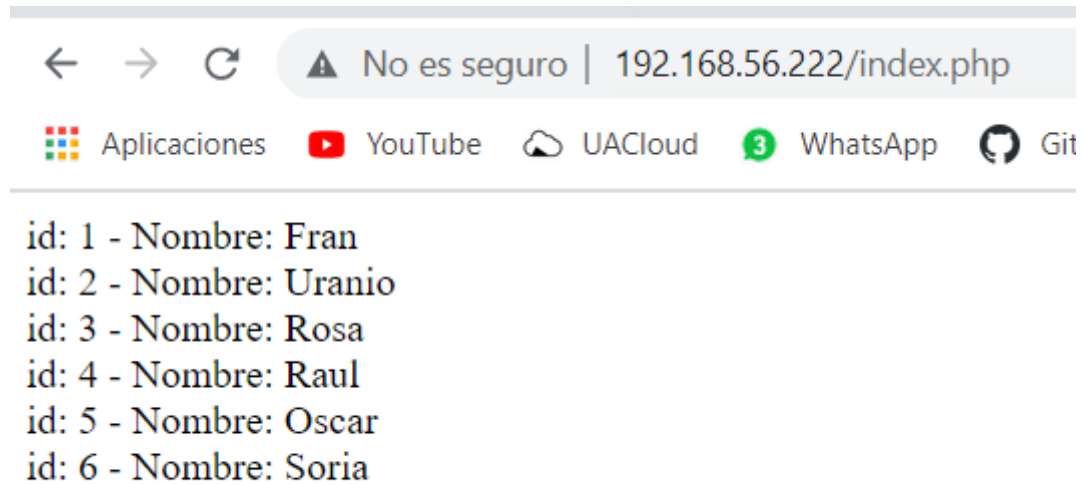 No es seguro | 192.168.56.222/index.php
Aplicaciones YouTube UACloud 3 WhatsApp Git
id: 1 - Nombre: Fran
id: 2 - Nombre: Uranio
id: 3 - Nombre: Rosa
id: 4 - Nombre: Raul
id: 5 - Nombre: Oscar
id: 6 - Nombre: Soria